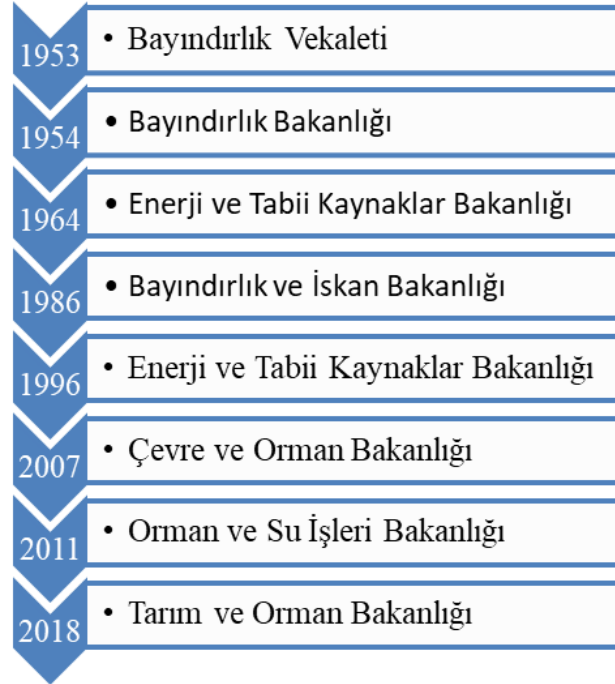 1953
• Bayındırlık Vekaleti
1954
• Bayındırlık Bakanlığı
1964
• Enerji ve Tabii Kaynaklar Bakanlığı
1986
• Bayındırlık ve İskan Bakanlığı
1996
• Enerji ve Tabii Kaynaklar Bakanlığı
2007
• Çevre ve Orman Bakanlığı
2011
• Orman ve Su İşleri Bakanlığı
2018
• Tarım ve Orman Bakanlığı